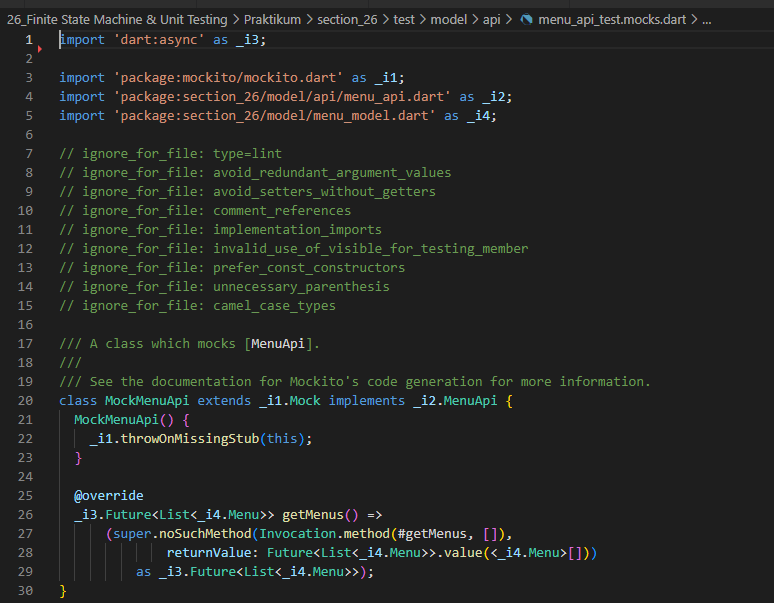 26_Finite State Machine & Unit Testing > Praktikum > section_26 > test > model > api > menu_api_test.mocks.dart > ...
1 import 'dart:async' as _i3;
2
3 import 'package:mockito/mockito.dart' as _i1;
4 import 'package:section_26/model/api/menu_api.dart' as _i2;
5 import 'package:section_26/model/menu_model.dart' as _i4;
6
7 // ignore_for_file: type=lint
8 // ignore_for_file: avoid_redundant_argument_values
9 // ignore_for_file: avoid_setters_without_getters
10 // ignore_for_file: comment_references
11 // ignore_for_file: implementation_imports
12 // ignore_for_file: invalid_use_of_visible_for_testing_member
13 // ignore_for_file: prefer_const_constructors
14 // ignore_for_file: unnecessary_parenthesis
15 // ignore_for_file: camel_case_types
16
17 /// A class which mocks [MenuApi].
18 ///
19 /// See the documentation for Mockito's code generation for more information.
20 class MockMenuApi extends _i1.Mock implements _i2.MenuApi {
21   MockMenuApi() {
22     _i1.throwOnMissingStub(this);
23   }
24
25   @override
26   _i3.Future<List<_i4.Menu>> getMenus() =>
27       (super.noSuchMethod(Invocation.method(#getMenus, []),
28               returnValue: Future<List<_i4.Menu>>.value(<_i4.Menu>[]))
29           as _i3.Future<List<_i4.Menu>>);
30 }